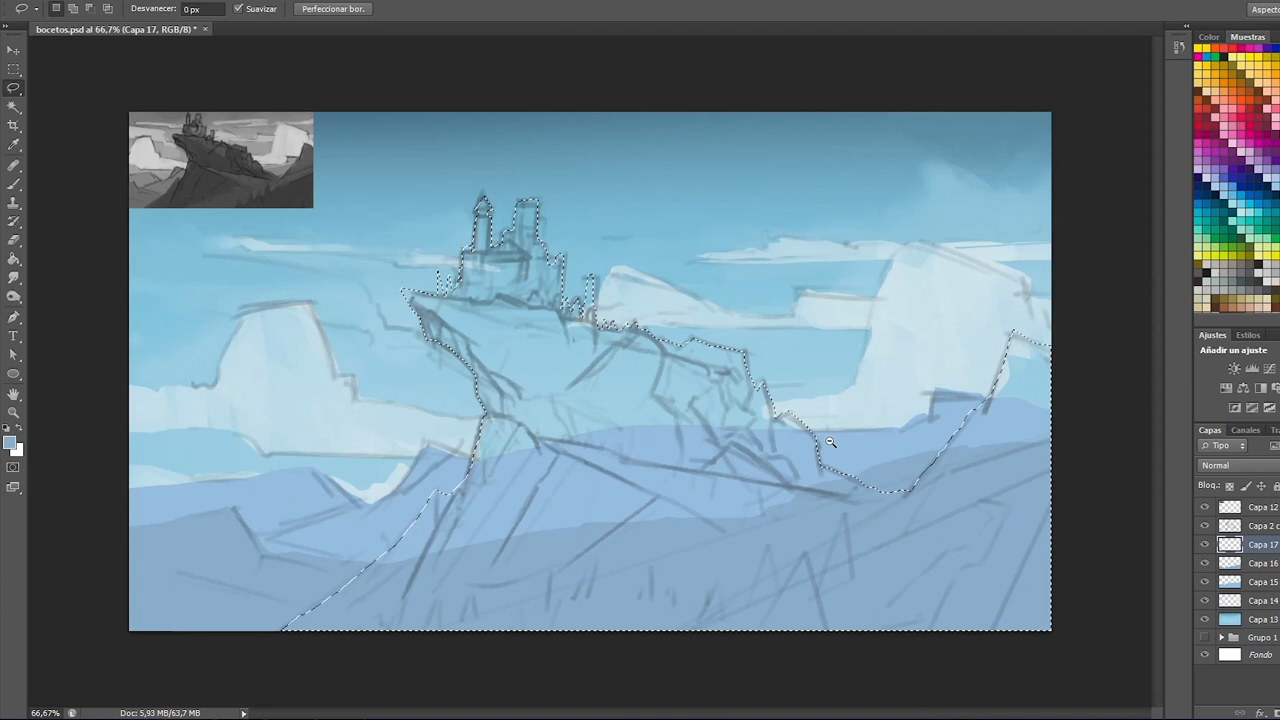 Desvanecer: 0 px Suavizar Perfeccionar bor. Aspecto
bocetos.psd al 66,7% (Capa 17, RGB/8) * ×
Color Muestras
Ajustes Estilos
Añadir un ajuste
Capas Canales
Tipo
Normal
Bloq.:
Capa 12
Capa 2 c
Capa 17
Capa 16
Capa 15
Capa 14
Capa 13
Grupo 1
Fondo
66,67% Doc: 5,93 MB/63,7 MB